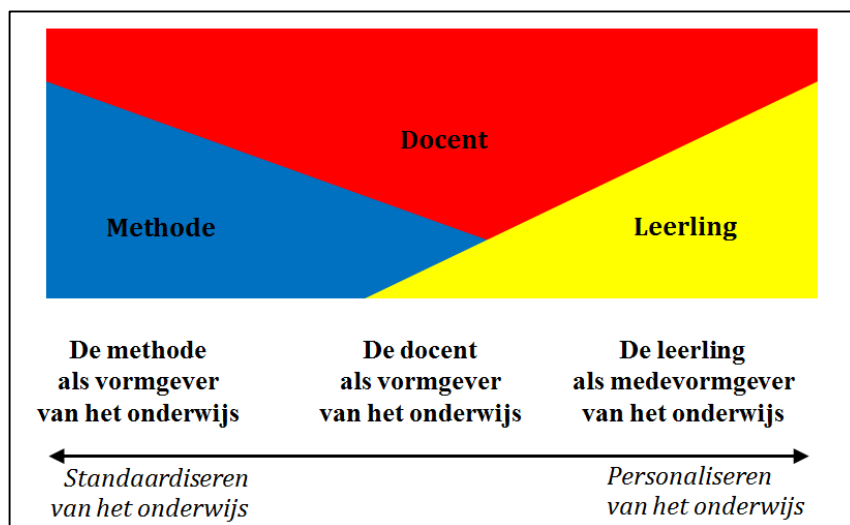 Docent
Methode
Leerling
De methode
als vormgever
van het onderwijs
De docent
als vormgever
van het onderwijs
De leerling
als medevormgever
van het onderwijs
Standaardiseren
van het onderwijs
Personaliseren
van het onderwijs